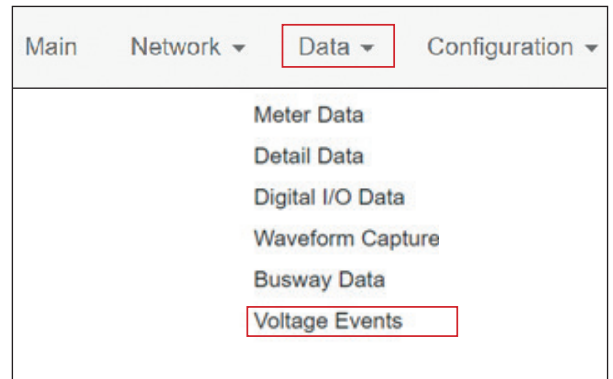 Main Network Data Configuration
Meter Data
Detail Data
Digital I/O Data
Waveform Capture
Busway Data
Voltage Events